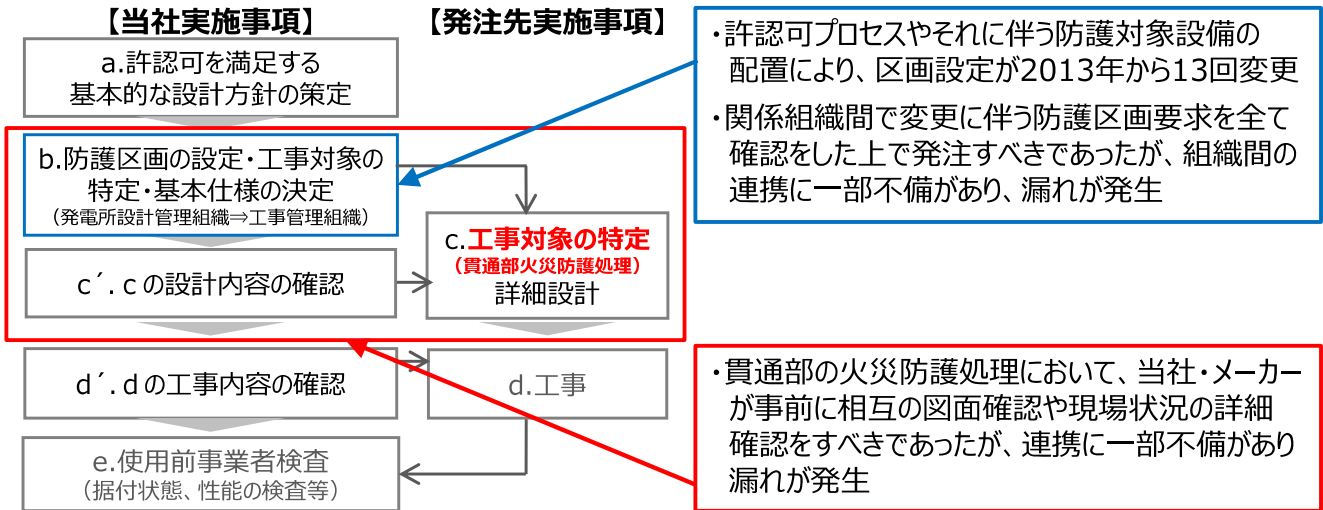 【当社実施事項】
【発注先実施事項】
a.許認可を満足する
基本的な設計方針の策定
b.防護区画の設定・工事対象の
特定・基本仕様の決定
（発電所設計管理組織⇒工事管理組織）
c´.cの設計内容の確認
c.工事対象の特定
（貫通部火災防護処理）
詳細設計
d´.dの工事内容の確認
d.工事
e.使用前事業者検査
（据付状態、性能の検査等）
・許認可プロセスやそれに伴う防護対象設備の
配置により、区画設定が2013年から13回変更
・関係組織間で変更に伴う防護区画要求を全て
確認をした上で発注すべきであったが、組織間の
連携に一部不備があり、漏れが発生
・貫通部の火災防護処理において、当社・メーカー
が事前に相互の図面確認や現場状況の詳細
確認をすべきであったが、連携に一部不備があり
漏れが発生